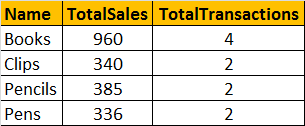 Name TotalSales TotalTransactions
Books 960 4
Clips 340 2
Pencils 385 2
Pens 336 2